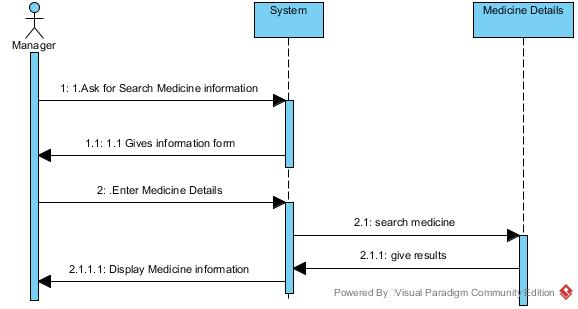 System
Medicine Details
Manager
1: 1.Ask for Search Medicine information
1.1: 1.1 Gives information form
2: .Enter Medicine Details
2.1: search medicine
2.1.1: give results
2.1.1.1: Display Medicine information
Powered By Visual Paradigm Community Edition